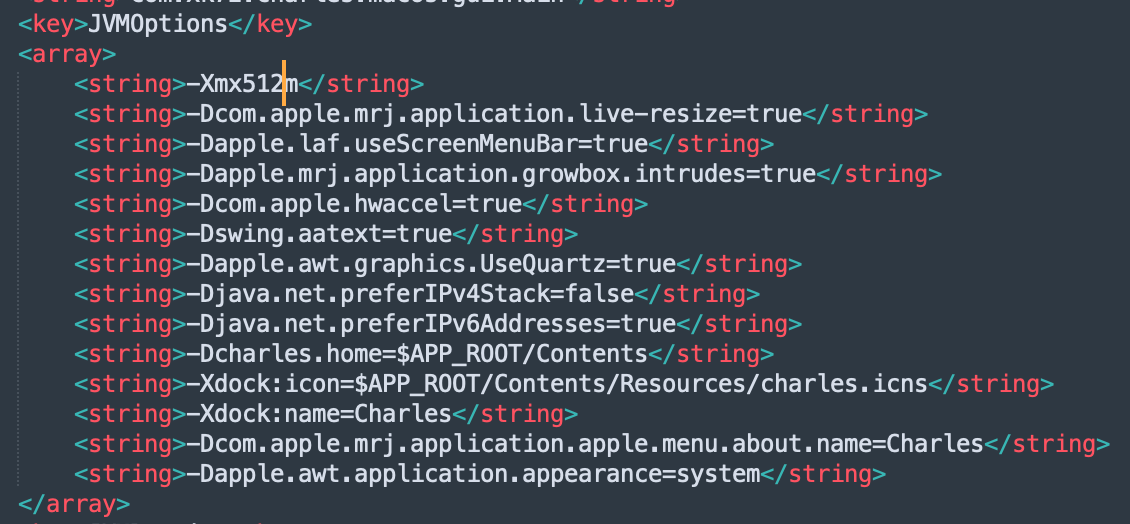 <key>JVMOptions</key>
<array>
<string>-Xmx512m</string>
<string>-Dcom.apple.mrj.application.live-resize=true</string>
<string>-Dapple.laf.useScreenMenuBar=true</string>
<string>-Dapple.mrj.application.growbox.intrudes=true</string>
<string>-Dcom.apple.hwaccel=true</string>
<string>-Dswing.aatext=true</string>
<string>-Dapple.awt.graphics.UseQuartz=true</string>
<string>-Djava.net.preferIPv4Stack=false</string>
<string>-Djava.net.preferIPv6Addresses=true</string>
<string>-Dcharles.home=$APP_ROOT/Contents</string>
<string>-Xdock:icon=$APP_ROOT/Contents/Resources/charles.icns</string>
<string>-Xdock:name=Charles</string>
<string>-Dcom.apple.mrj.application.apple.menu.about.name=Charles</string>
<string>-Dapple.awt.application.appearance=system</string>
</array>